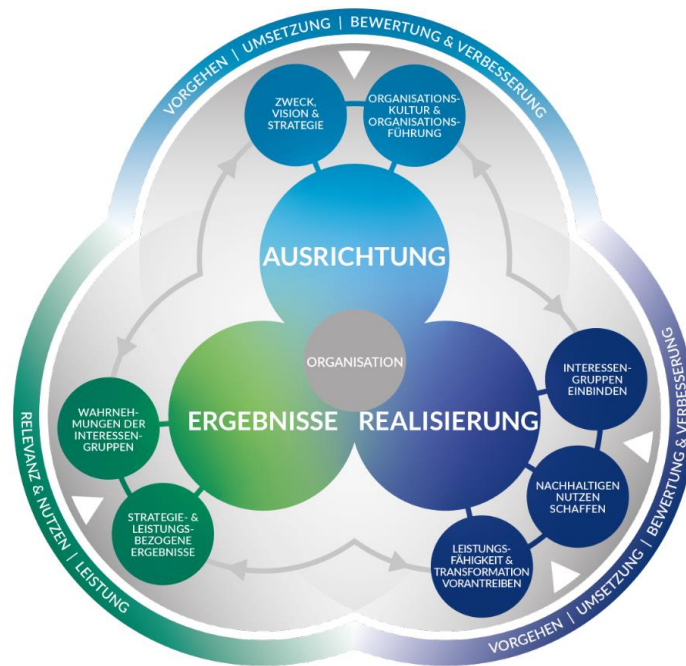 VORGEHEN | UMSETZUNG | BEWERTUNG & VERBESSERUNG
ZWECK,
VISION &
STRATEGIE
ORGANISATIONS-
KULTUR &
ORGANISATIONS-
FÜHRUNG
AUSRICHTUNG
ORGANISATION
ERGEBNISSE
REALISIERUNG
INTERESSEN-
GRUPPEN
EINBINDEN
NACHHALTIGEN
NUTZEN
SCHAFFEN
LEISTUNGS-
FÄHIGKEIT &
TRANSFORMATION
VORANTREIBEN
WAHRNEH-
MUNGEN DER
INTERESSEN-
GRUPPEN
STRATEGIE- &
LEISTUNGS-
BEZOGENE
ERGEBNISSE
RELEVANZ & NUTZEN | LEISTUNG
VORGEHEN | UMSETZUNG | BEWERTUNG & VERBESSERUNG